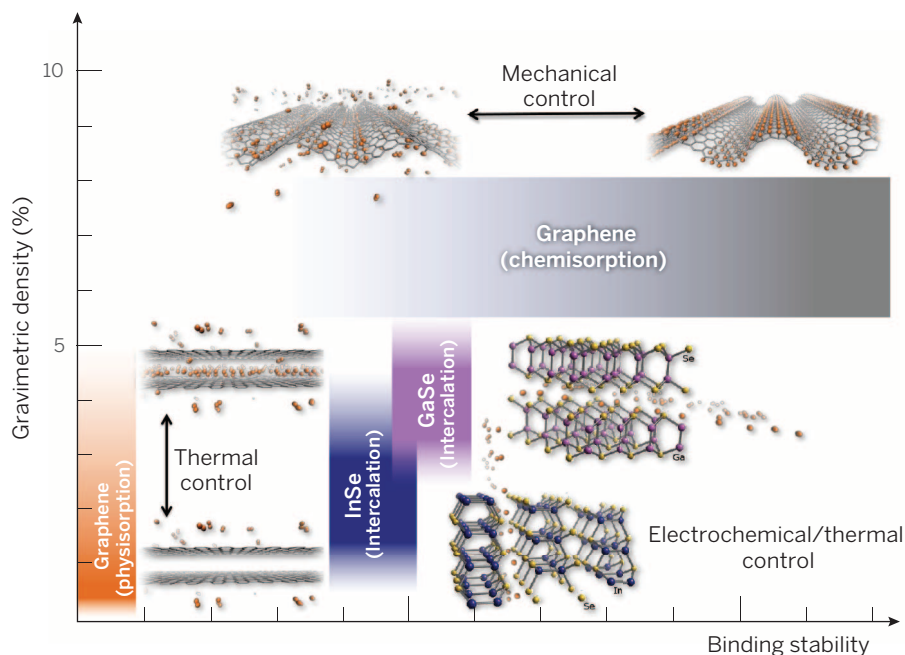 10
Mechanical
control
Gravimetric density (%)
Graphene
(chemisorption)
5
Graphene
(physisorption)
Thermal
control
InSe
(Intercalation)
GaSe
(Intercalation)
Se
Ga
Electrochemical/thermal
control
In
Se
Binding stability